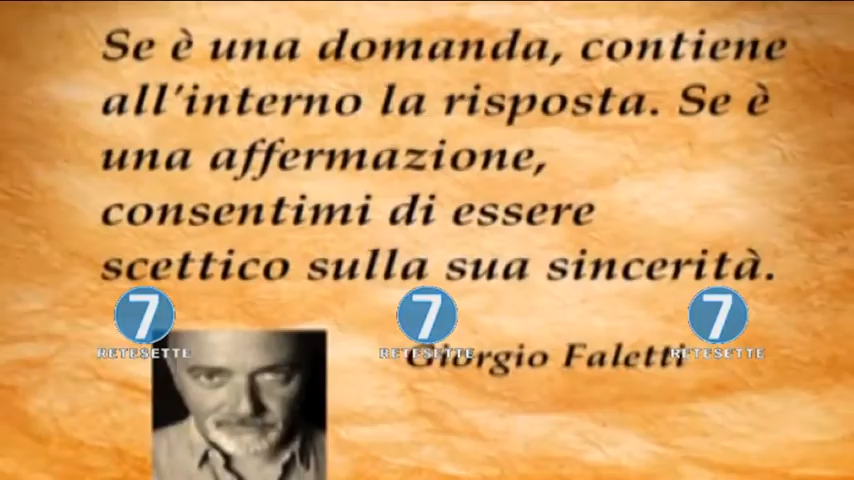 Se è una domanda, contiene
all'interno la risposta. Se è
una affermazione,
consentimi di essere
scettico sulla sua sincerità.
7 7 7
RETESETTE RETESETTE RETESETTE
Giorgio Faletti